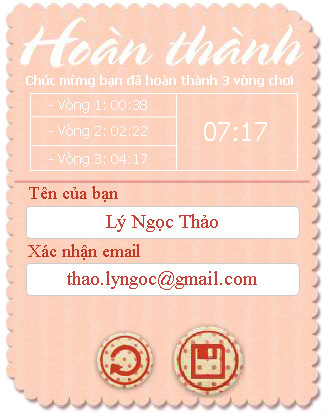 Hoàn thành
Chúc mừng bạn đã hoàn thành 3 vòng chơi
- Vòng 1: 00:38
- Vòng 2: 02:22
- Vòng 3: 04:17
07:17
Tên của bạn
Lý Ngọc Thảo
Xác nhận email
thao.lyngoc@gmail.com